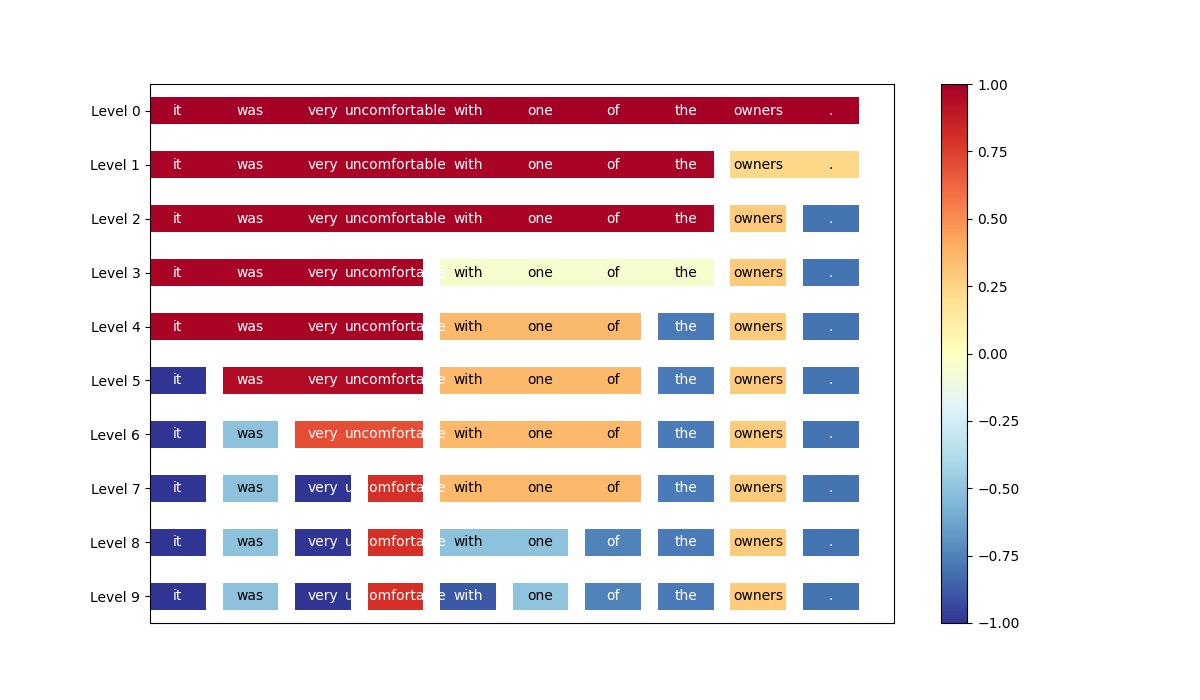 Level 0 it was very uncomfortable with one of the owners .
Level 1 it was very uncomfortable with one of the owners .
Level 2 it was very uncomfortable with one of the owners .
Level 3 it was very uncomfortable with one of the owners .
Level 4 it was very uncomfortable with one of the owners .
Level 5 it was very uncomfortable with one of the owners .
Level 6 it was very uncomfortable with one of the owners .
Level 7 it was very uncomfortable with one of the owners .
Level 8 it was very uncomfortable with one of the owners .
Level 9 it was very uncomfortable with one of the owners .
1.00
0.75
0.50
0.25
0.00
−0.25
−0.50
−0.75
−1.00